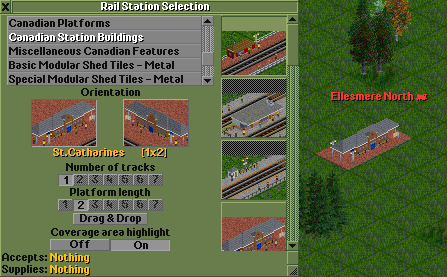 Rail Station Selection
Canadian Platforms
Canadian Station Buildings
Miscellaneous Canadian Features
Basic Modular Shed Tiles - Metal
Special Modular Shed Tiles - Metal
Orientation
St.Catharines [1x2]
Number of tracks
1 2 3 4 5 6 7
Platform length
1 2 3 4 5 6 7
Drag & Drop
Coverage area highlight
Off On
Accepts: Nothing
Supplies: Nothing
Ellesmere North